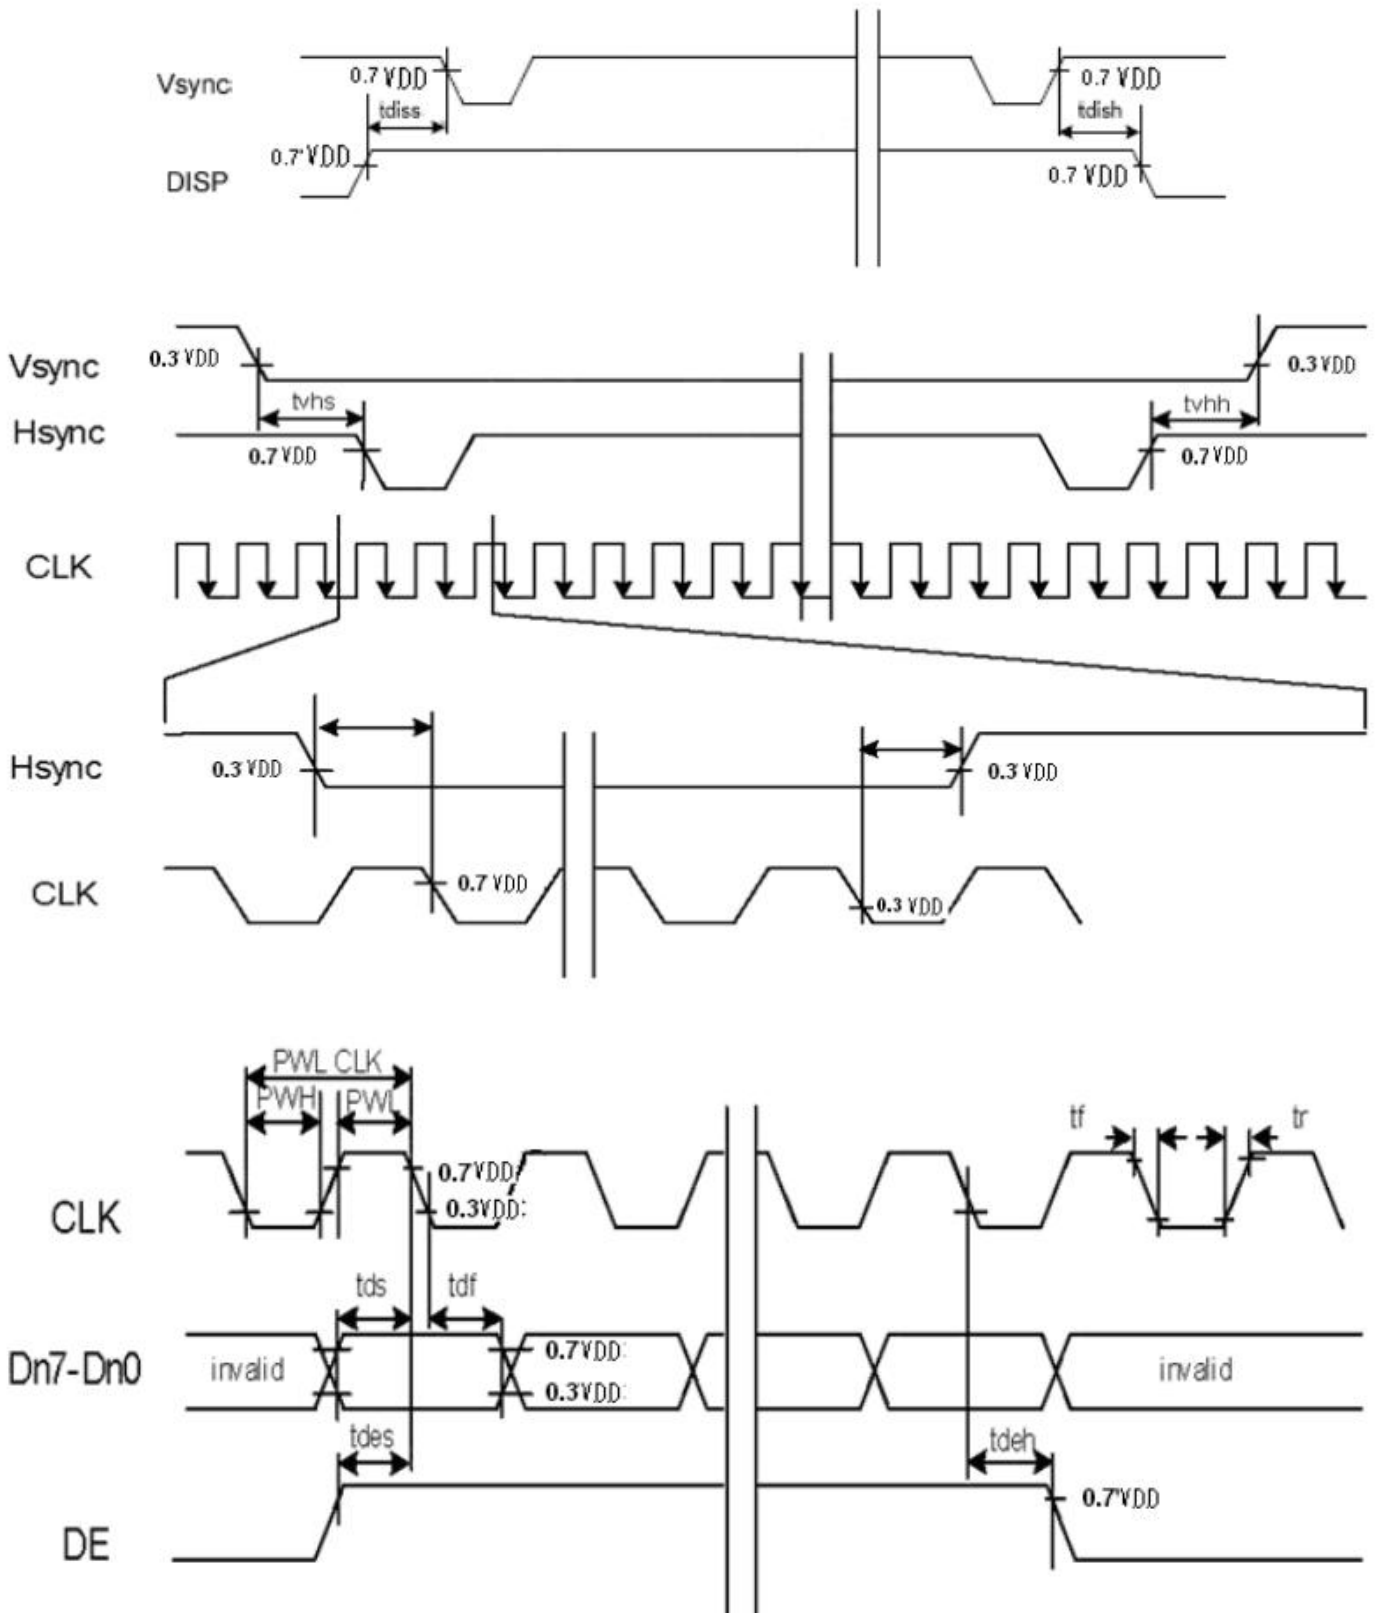 0.7 VDD
0.7 VDD
Vsync
tdiss
tdish
0.7 VDD
0.7 VDD
DISP
0.3 VDD
0.3 VDD
Vsync
tvhs
tvhh
Hsync
0.7 VDD
0.7 VDD
CLK
Hsync
0.3 VDD
0.3 VDD
CLK
0.7 VDD
0.3 VDD
PWL CLK
PWH
PWL
tf
tr
0.7VDD
0.3VDD
CLK
tds
tdf
0.7VDD
Dn7-Dn0
invalid
invalid
0.3VDD
tdes
tdeh
0.7VDD
DE